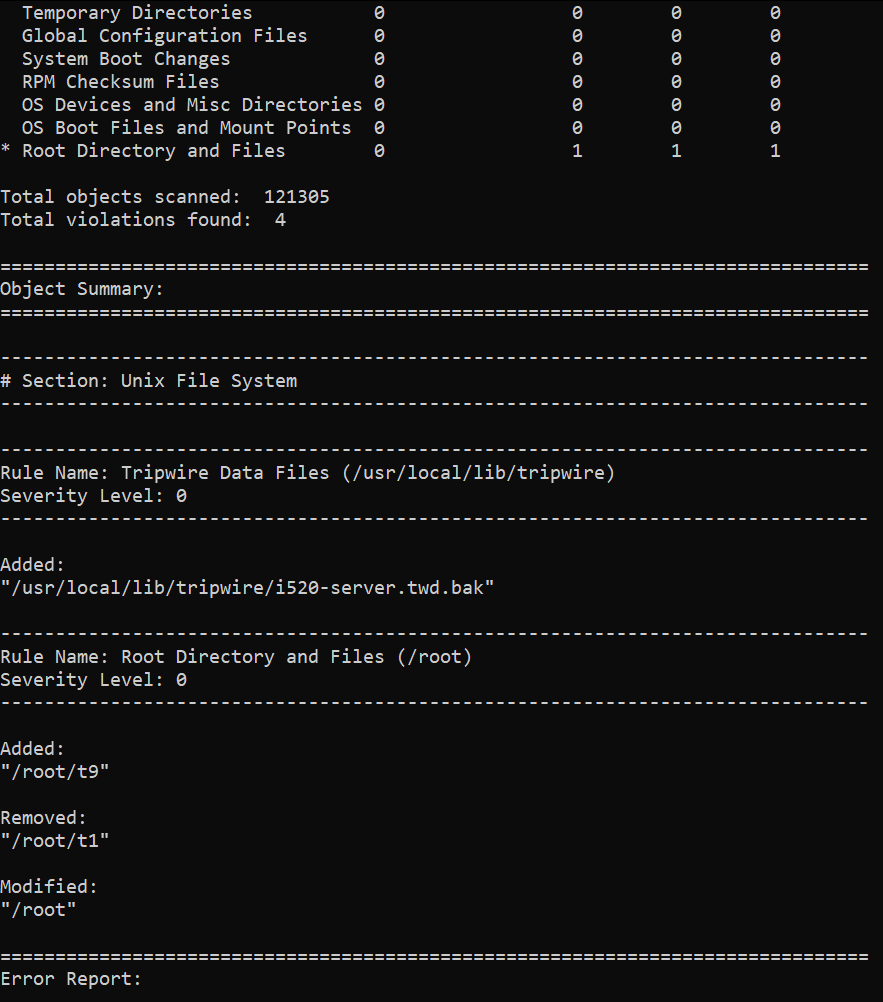 Temporary Directories 0 0 0 0
Global Configuration Files 0 0 0 0
System Boot Changes 0 0 0 0
RPM Checksum Files 0 0 0 0
OS Devices and Misc Directories 0 0 0 0
OS Boot Files and Mount Points 0 0 0 0
* Root Directory and Files 0 1 1 1
Total objects scanned: 121305
Total violations found: 4
===============================================================================
Object Summary:
===============================================================================
-------------------------------------------------------------------------------
# Section: Unix File System
-------------------------------------------------------------------------------
-------------------------------------------------------------------------------
Rule Name: Tripwire Data Files (/usr/local/lib/tripwire)
Severity Level: 0
-------------------------------------------------------------------------------
Added:
"/usr/local/lib/tripwire/i520-server.twd.bak"
-------------------------------------------------------------------------------
Rule Name: Root Directory and Files (/root)
Severity Level: 0
-------------------------------------------------------------------------------
Added:
"/root/t9"
Removed:
"/root/t1"
Modified:
"/root"
===============================================================================
Error Report: